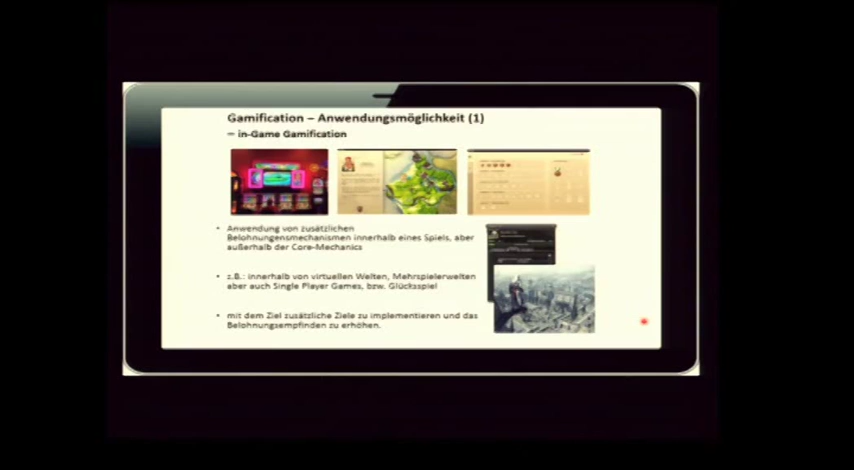 Gamification – Anwendungsmöglichkeit (1)
– in-Game Gamification
• Anwendung von zusätzlichen
Belohnungensmechanismen innerhalb eines Spiels, aber
außerhalb der Core-Mechanics
• z.B.: innerhalb von virtuellen Welten, Mehrspielerwelten
aber auch Single Player Games, bzw. Glücksspiel
• mit dem Ziel zusätzliche Ziele zu implementieren und das
Belohnungsempfinden zu erhöhen.